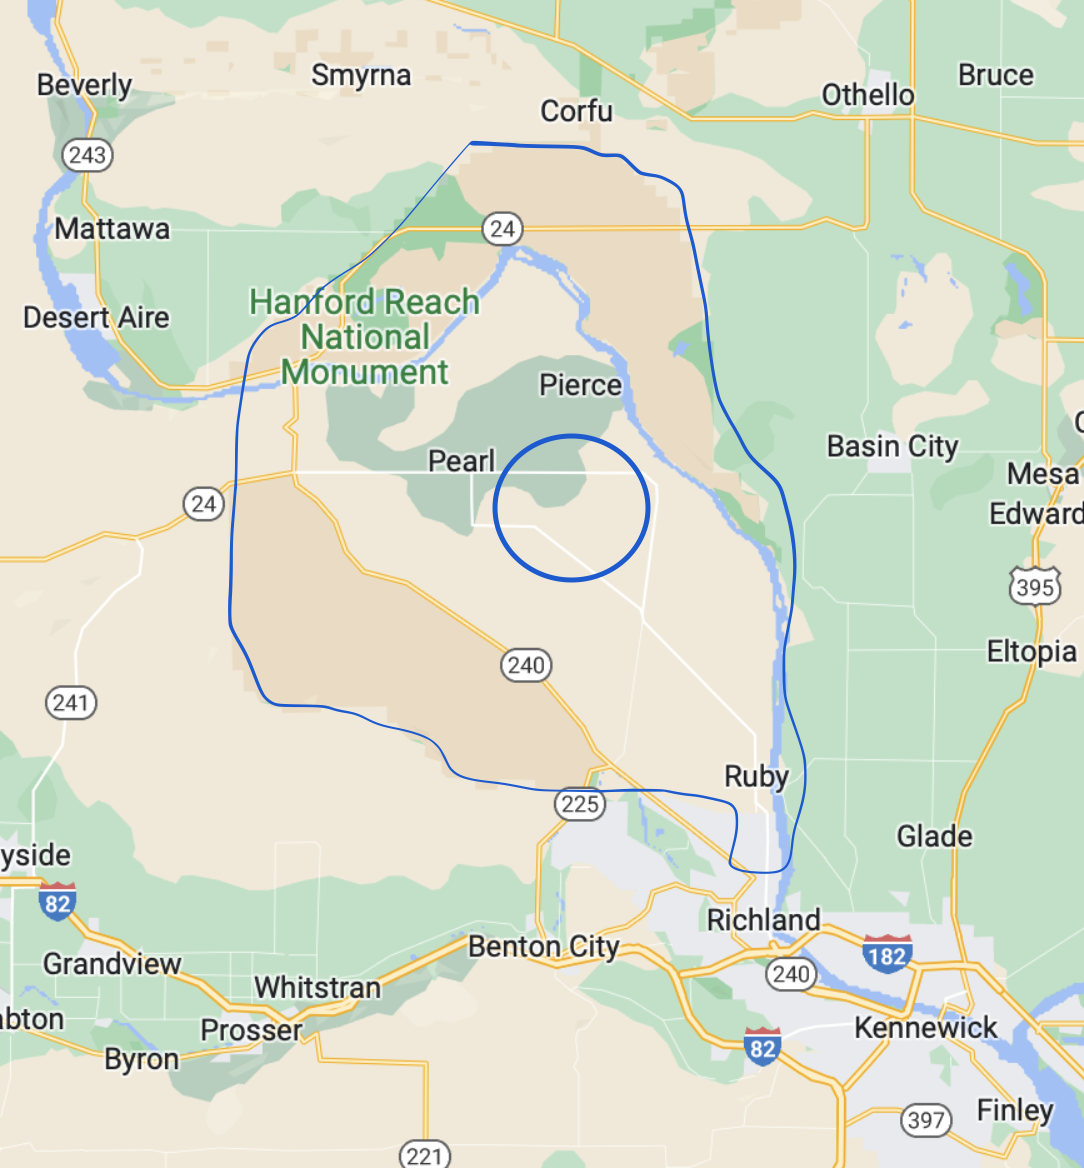 Beverly
Smyrna
Bruce
Othello
Corfu
243
Mattawa
24
Hanford Reach
National
Monument
Desert Aire
Pierce
Basin City
Pearl
Mesa
Edward
24
395
Eltopia
240
241
Ruby
225
Glade
yside
82
Richland
Benton City
182
Grandview
240
Whitstran
abton
Prosser
Kennewick
Byron
82
Finley
397
221